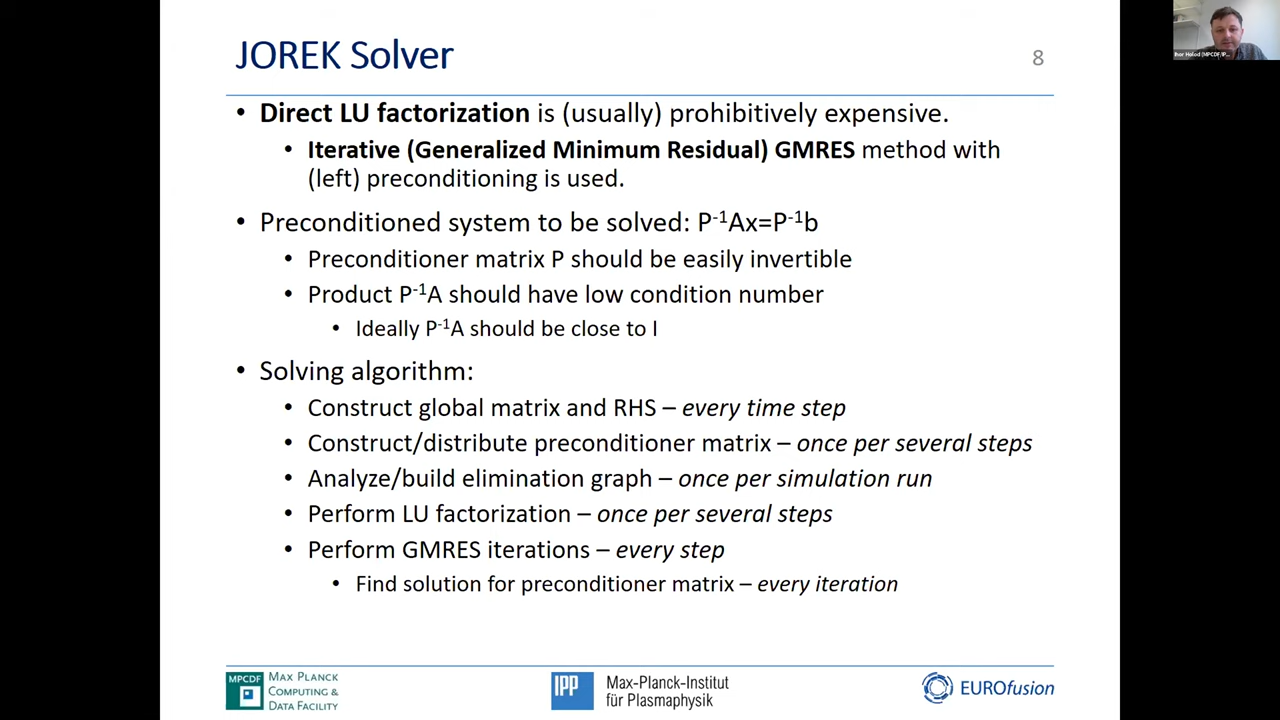 JOREK Solver
8
• Direct LU factorization is (usually) prohibitively expensive.
• Iterative (Generalized Minimum Residual) GMRES method with
(left) preconditioning is used.
• Preconditioned system to be solved: P⁻¹Ax=P⁻¹b
• Preconditioner matrix P should be easily invertible
• Product P⁻¹A should have low condition number
• Ideally P⁻¹A should be close to I
• Solving algorithm:
• Construct global matrix and RHS – every time step
• Construct/distribute preconditioner matrix – once per several steps
• Analyze/build elimination graph – once per simulation run
• Perform LU factorization – once per several steps
• Perform GMRES iterations – every step
• Find solution for preconditioner matrix – every iteration
MPCDF
MAX PLANCK
COMPUTING &
DATA FACILITY
IPP
Max-Planck-Institut
für Plasmaphysik
EUROfusion